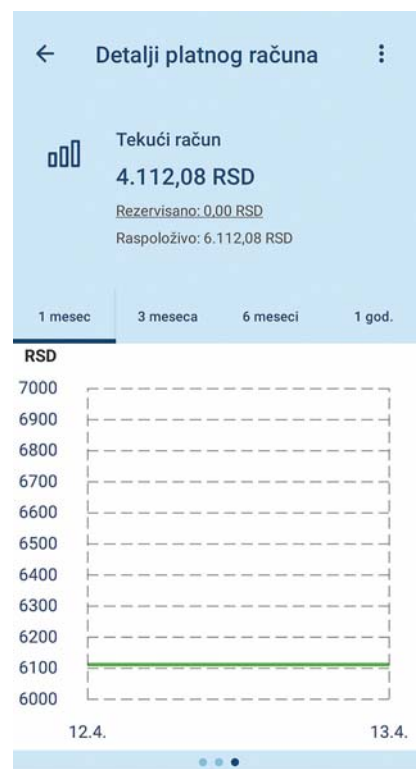 Detalji platnog računa
Tekući račun
4.112,08 RSD
Rezervisano: 0,00 RSD
Raspoloživo: 6.112,08 RSD
1 mesec 3 meseca 6 meseci 1 god.
RSD
7000
6900
6800
6700
6600
6500
6400
6300
6200
6100
6000
12.4. 13.4.